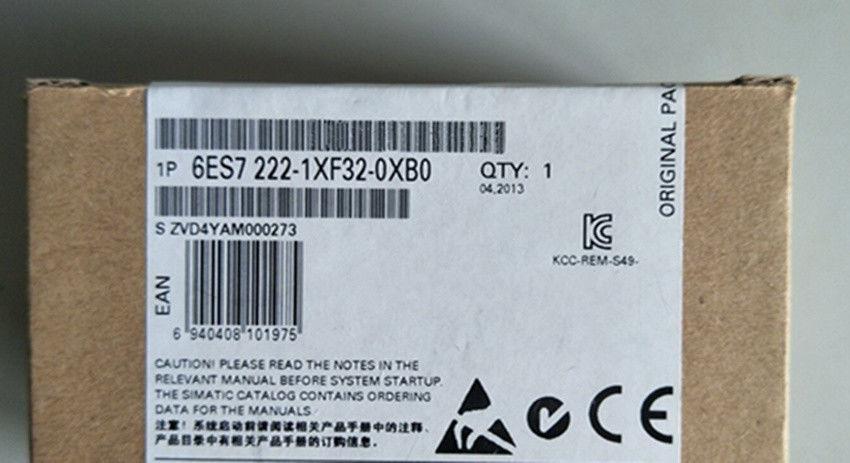 1P 6ES7 222-1XF32-0XB0 QTY: 1
04,2013
ORIGINAL PAC
S ZVD4YAM000273
KCC-REM-S49-
EAN
6 940408 101975
CAUTION! PLEASE READ THE NOTES IN THE
RELEVANT MANUAL BEFORE SYSTEM STARTUP.
THE SIMATIC CATALOG CONTAINS ORDERING
DATA FOR THE MANUALS
注意！系统启动前请阅读相关产品手册中的注释、
产品目录中有相关产品手册的订购信息.
CE